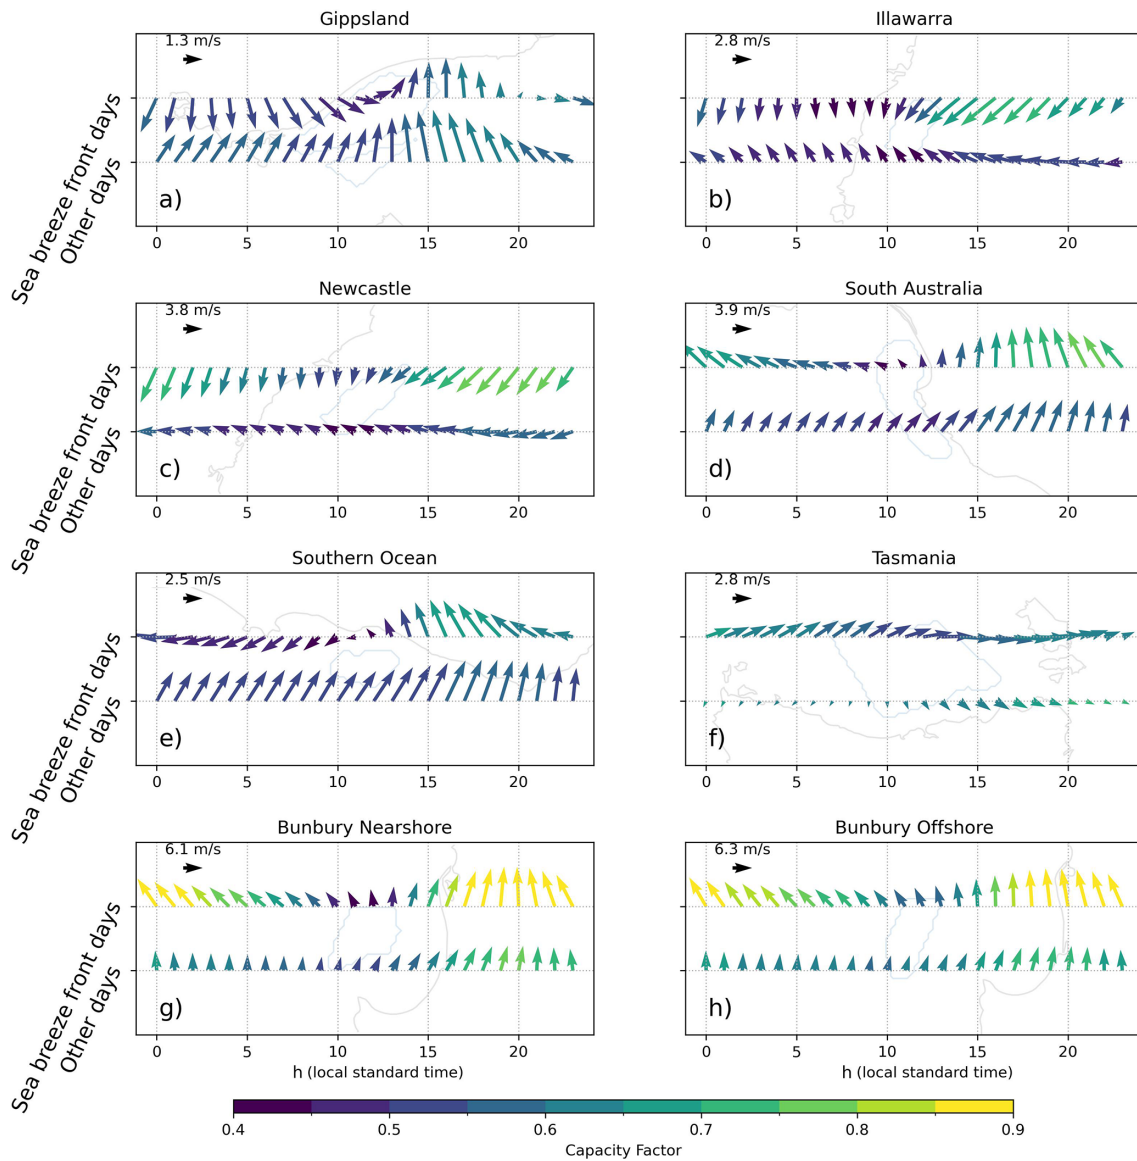 Gippsland
1.3 m/s
Sea breeze front days
Other days
a)
0 5 10 15 20
Illawarra
2.8 m/s
b)
0 5 10 15 20
Newcastle
3.8 m/s
Sea breeze front days
Other days
c)
0 5 10 15 20
South Australia
3.9 m/s
d)
0 5 10 15 20
Southern Ocean
2.5 m/s
Sea breeze front days
Other days
e)
0 5 10 15 20
Tasmania
2.8 m/s
f)
0 5 10 15 20
Bunbury Nearshore
6.1 m/s
Sea breeze front days
Other days
g)
0 5 10 15 20
h (local standard time)
Bunbury Offshore
6.3 m/s
h)
0 5 10 15 20
h (local standard time)
0.4 0.5 0.6 0.7 0.8 0.9
Capacity Factor